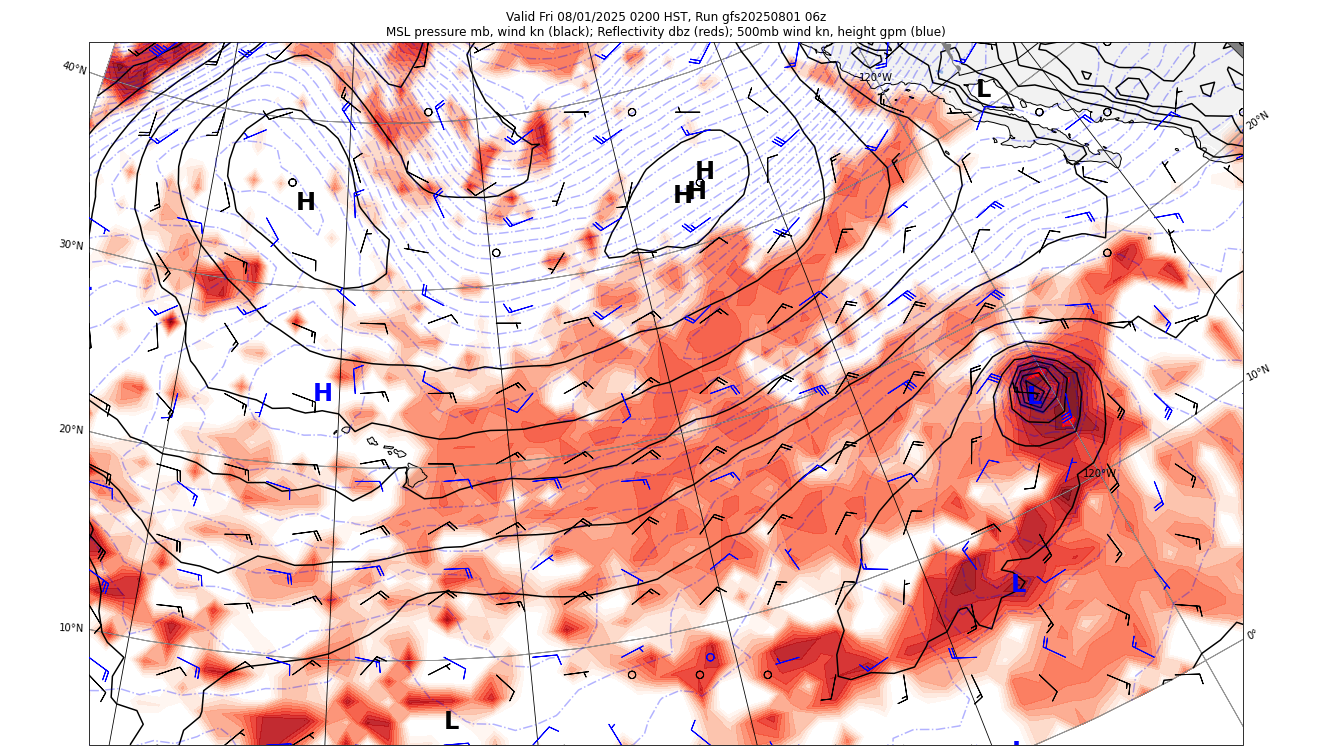 Valid Fri 08/01/2025 0200 HST, Run gfs20250801 06z
MSL pressure mb, wind kn (black); Reflectivity dbz (reds); 500mb wind kn, height gpm (blue)
40°N
120°W
L
20°N
H
H
H
H
30°N
10°N
H
L
20°N
120°W
L
10°N
0°
L
L